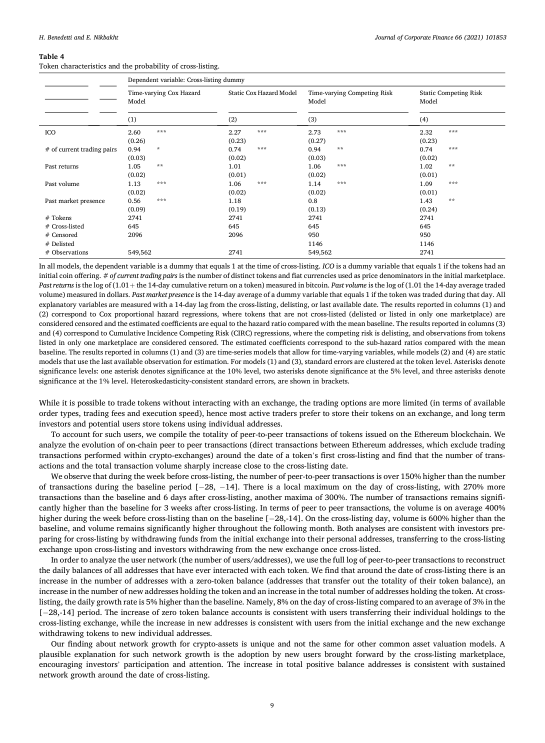 H. Benedetti and E. Nikbakht
Journal of Corporate Finance 66 (2021) 101853
Table 4
Token characteristics and the probability of cross-listing.
Dependent variable: Cross-listing dummy
Time-varying Cox Hazard Model Static Cox Hazard Model Time-varying Competing Risk Model Static Competing Risk Model
(1) (2) (3) (4)
ICO 2.60 *** 2.27 *** 2.73 *** 2.32 ***
(0.26) (0.23) (0.27) (0.23)
# of current trading pairs 0.94 * 0.74 *** 0.94 ** 0.74 ***
(0.03) (0.02) (0.03) (0.02)
Past returns 1.05 ** 1.01 1.06 *** 1.02 **
(0.02) (0.01) (0.02) (0.01)
Past volume 1.13 *** 1.06 *** 1.14 *** 1.09 ***
(0.02) (0.02) (0.02) (0.01)
Past market presence 0.56 *** 1.18 0.8 1.43 **
(0.09) (0.19) (0.13) (0.24)
# Tokens 2741 2741 2741 2741
# Cross-listed 645 645 645 645
# Censored 2096 2096 950 950
# Delisted 1146 1146
# Observations 549,562 2741 549,562 2741
In all models, the dependent variable is a dummy that equals 1 at the time of cross-listing. ICO is a dummy variable that equals 1 if the tokens had an
initial coin offering. # of current trading pairs is the number of distinct tokens and fiat currencies used as price denominators in the initial marketplace.
Past returns is the log of (1.01+ the 14-day cumulative return on a token) measured in bitcoin. Past volume is the log of (1.01 the 14-day average traded
volume) measured in dollars. Past market presence is the 14-day average of a dummy variable that equals 1 if the token was traded during that day. All
explanatory variables are measured with a 14-day lag from the cross-listing, delisting, or last available date. The results reported in columns (1) and
(2) correspond to Cox proportional hazard regressions, where tokens that are not cross-listed (delisted or listed in only one marketplace) are
considered censored and the estimated coefficients are equal to the hazard ratio compared with the mean baseline. The results reported in columns (3)
and (4) correspond to Cumulative Incidence Competing Risk (CIRC) regressions, where the competing risk is delisting, and observations from tokens
listed in only one marketplace are considered censored. The estimated coefficients correspond to the sub-hazard ratios compared with the mean
baseline. The results reported in columns (1) and (3) are time-series models that allow for time-varying variables, while models (2) and (4) are static
models that use the last available observation for estimation. For models (1) and (3), standard errors are clustered at the token level. Asterisks denote
significance levels: one asterisk denotes significance at the 10% level, two asterisks denote significance at the 5% level, and three asterisks denote
significance at the 1% level. Heteroskedasticity-consistent standard errors, are shown in brackets.
While it is possible to trade tokens without interacting with an exchange, the trading options are more limited (in terms of available
order types, trading fees and execution speed), hence most active traders prefer to store their tokens on an exchange, and long term
investors and potential users store tokens using individual addresses.
To account for such users, we compile the totality of peer-to-peer transactions of tokens issued on the Ethereum blockchain. We
analyze the evolution of on-chain peer to peer transactions (direct transactions between Ethereum addresses, which exclude trading
transactions performed within crypto-exchanges) around the date of a token's first cross-listing and find that the number of trans-
actions and the total transaction volume sharply increase close to the cross-listing date.
We observe that during the week before cross-listing, the number of peer-to-peer transactions is over 150% higher than the number
of transactions during the baseline period [−28, −14]. There is a local maximum on the day of cross-listing, with 270% more
transactions than the baseline and 6 days after cross-listing, another maxima of 300%. The number of transactions remains signifi-
cantly higher than the baseline for 3 weeks after cross-listing. In terms of peer to peer transactions, the volume is on average 400%
higher during the week before cross-listing than on the baseline [−28,-14]. On the cross-listing day, volume is 600% higher than the
baseline, and volume remains significantly higher throughout the following month. Both analyses are consistent with investors pre-
paring for cross-listing by withdrawing funds from the initial exchange into their personal addresses, transferring to the cross-listing
exchange upon cross-listing and investors withdrawing from the new exchange once cross-listed.
In order to analyze the user network (the number of users/addresses), we use the full log of peer-to-peer transactions to reconstruct
the daily balances of all addresses that have ever interacted with each token. We find that around the date of cross-listing there is an
increase in the number of addresses with a zero-token balance (addresses that transfer out the totality of their token balance), an
increase in the number of new addresses holding the token and an increase in the total number of addresses holding the token. At cross-
listing, the daily growth rate is 5% higher than the baseline. Namely, 8% on the day of cross-listing compared to an average of 3% in the
[−28,-14] period. The increase of zero token balance accounts is consistent with users transferring their individual holdings to the
cross-listing exchange, while the increase in new addresses is consistent with users from the initial exchange and the new exchange
withdrawing tokens to new individual addresses.
Our finding about network growth for crypto-assets is unique and not the same for other common asset valuation models. A
plausible explanation for such network growth is the adoption by new users brought forward by the cross-listing marketplace,
encouraging investors' participation and attention. The increase in total positive balance addresses is consistent with sustained
network growth around the date of cross-listing.
9